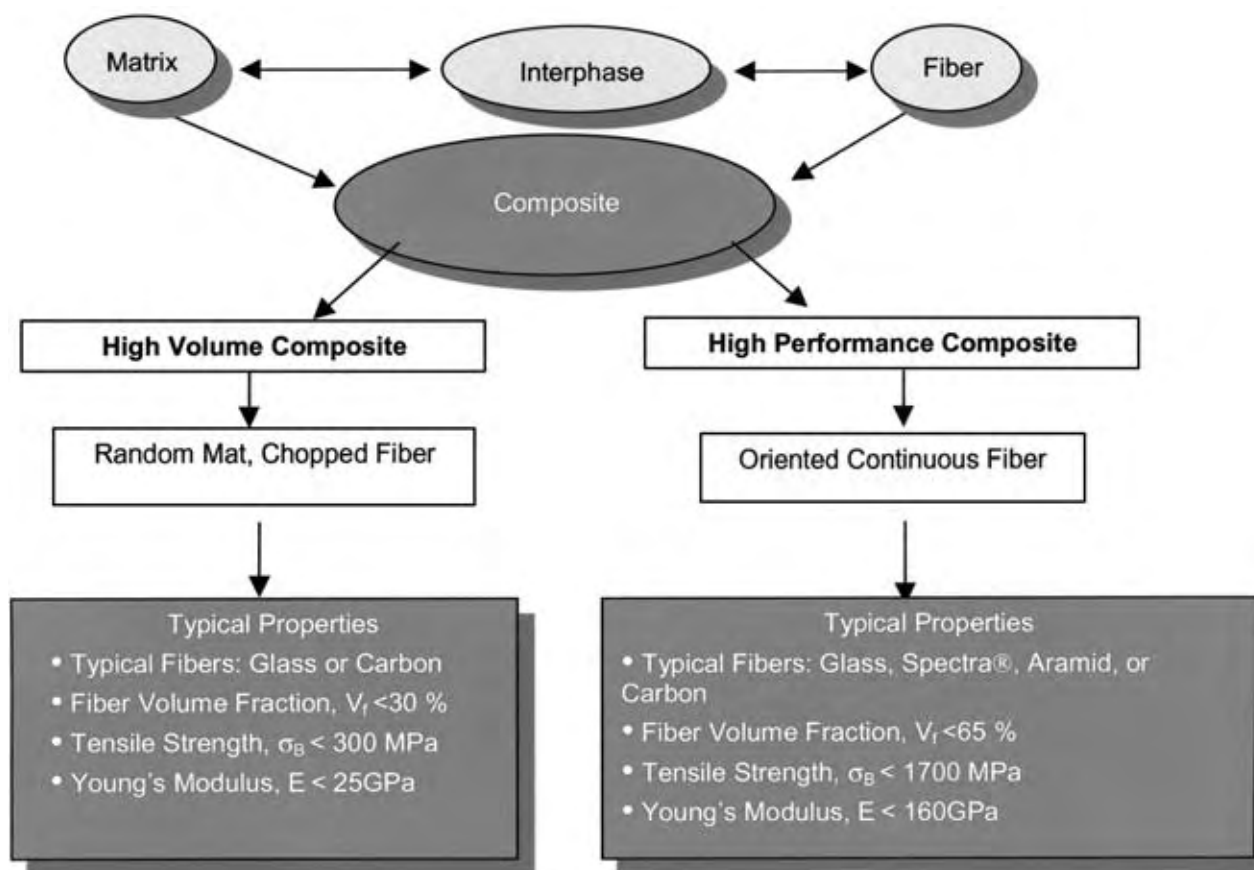 Matrix
Interphase
Fiber
Composite
High Volume Composite
High Performance Composite
Random Mat, Chopped Fiber
Oriented Continuous Fiber
Typical Properties
• Typical Fibers: Glass or Carbon
• Fiber Volume Fraction, Vf <30 %
• Tensile Strength, σB < 300 MPa
• Young's Modulus, E < 25GPa
Typical Properties
• Typical Fibers: Glass, Spectra®, Aramid, or
Carbon
• Fiber Volume Fraction, Vf <65 %
• Tensile Strength, σB < 1700 MPa
• Young's Modulus, E < 160GPa